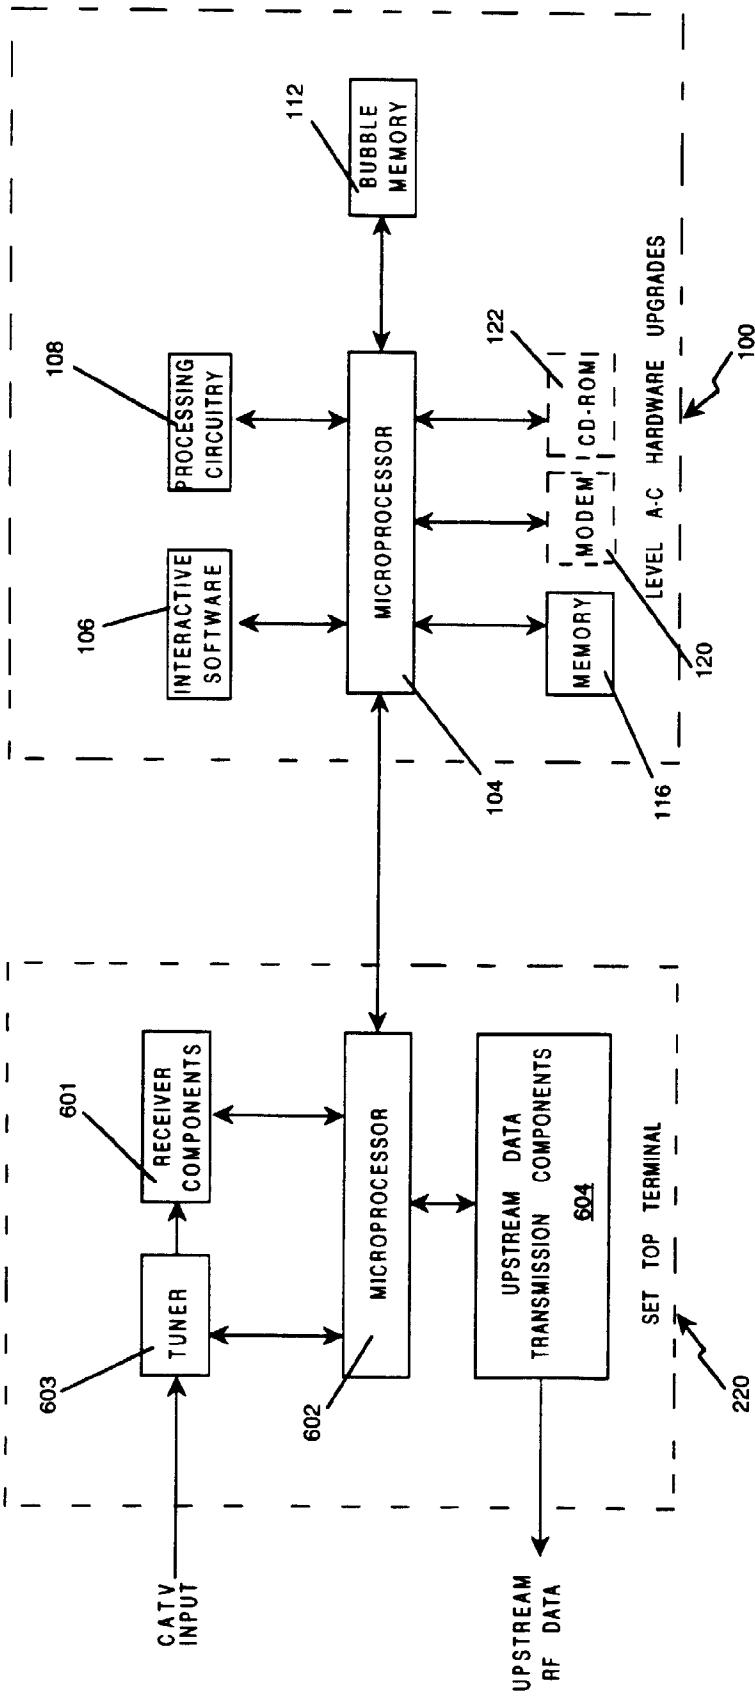 CATV
INPUT
603
TUNER
601
RECEIVER
COMPONENTS
602
MICROPROCESSOR
UPSTREAM DATA
TRANSMISSION COMPONENTS
604
UPSTREAM
RF DATA
SET TOP TERMINAL
220
106
INTERACTIVE
SOFTWARE
108
PROCESSING
CIRCUITRY
112
BUBBLE
MEMORY
MICROPROCESSOR
104
MEMORY
116
MODEM
120
CD-ROM
122
LEVEL A-C HARDWARE UPGRADES
100